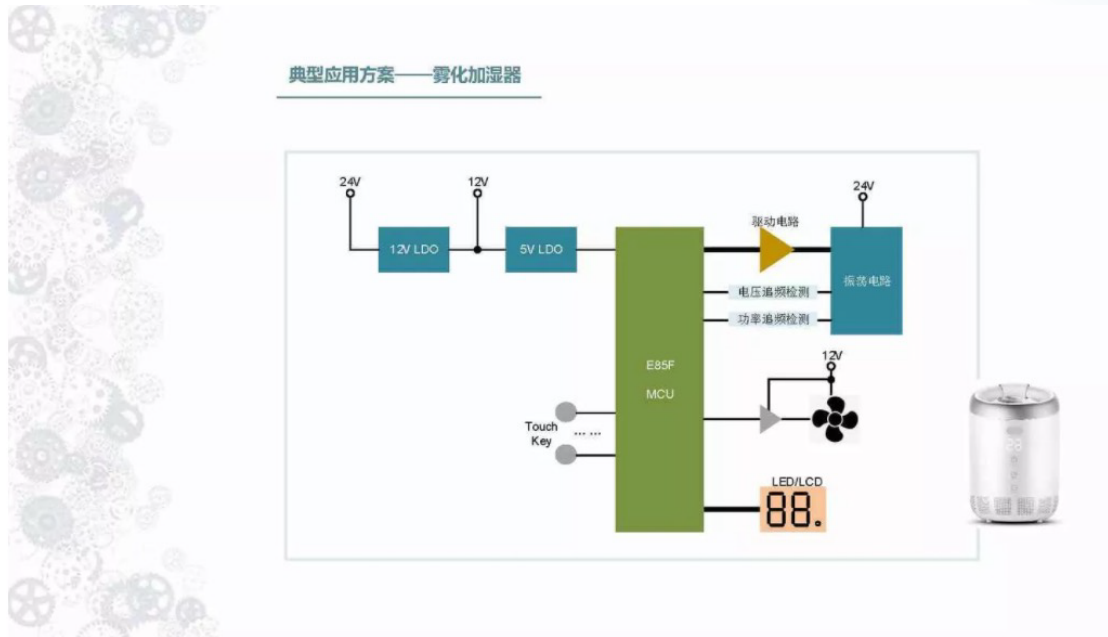 典型应用方案——雾化加湿器
24V
12V
24V
驱动电路
12V LDO
5V LDO
振荡电路
电压追频检测
功率追频检测
E85F
MCU
12V
Touch
Key
... ...
LED/LCD
88.
28